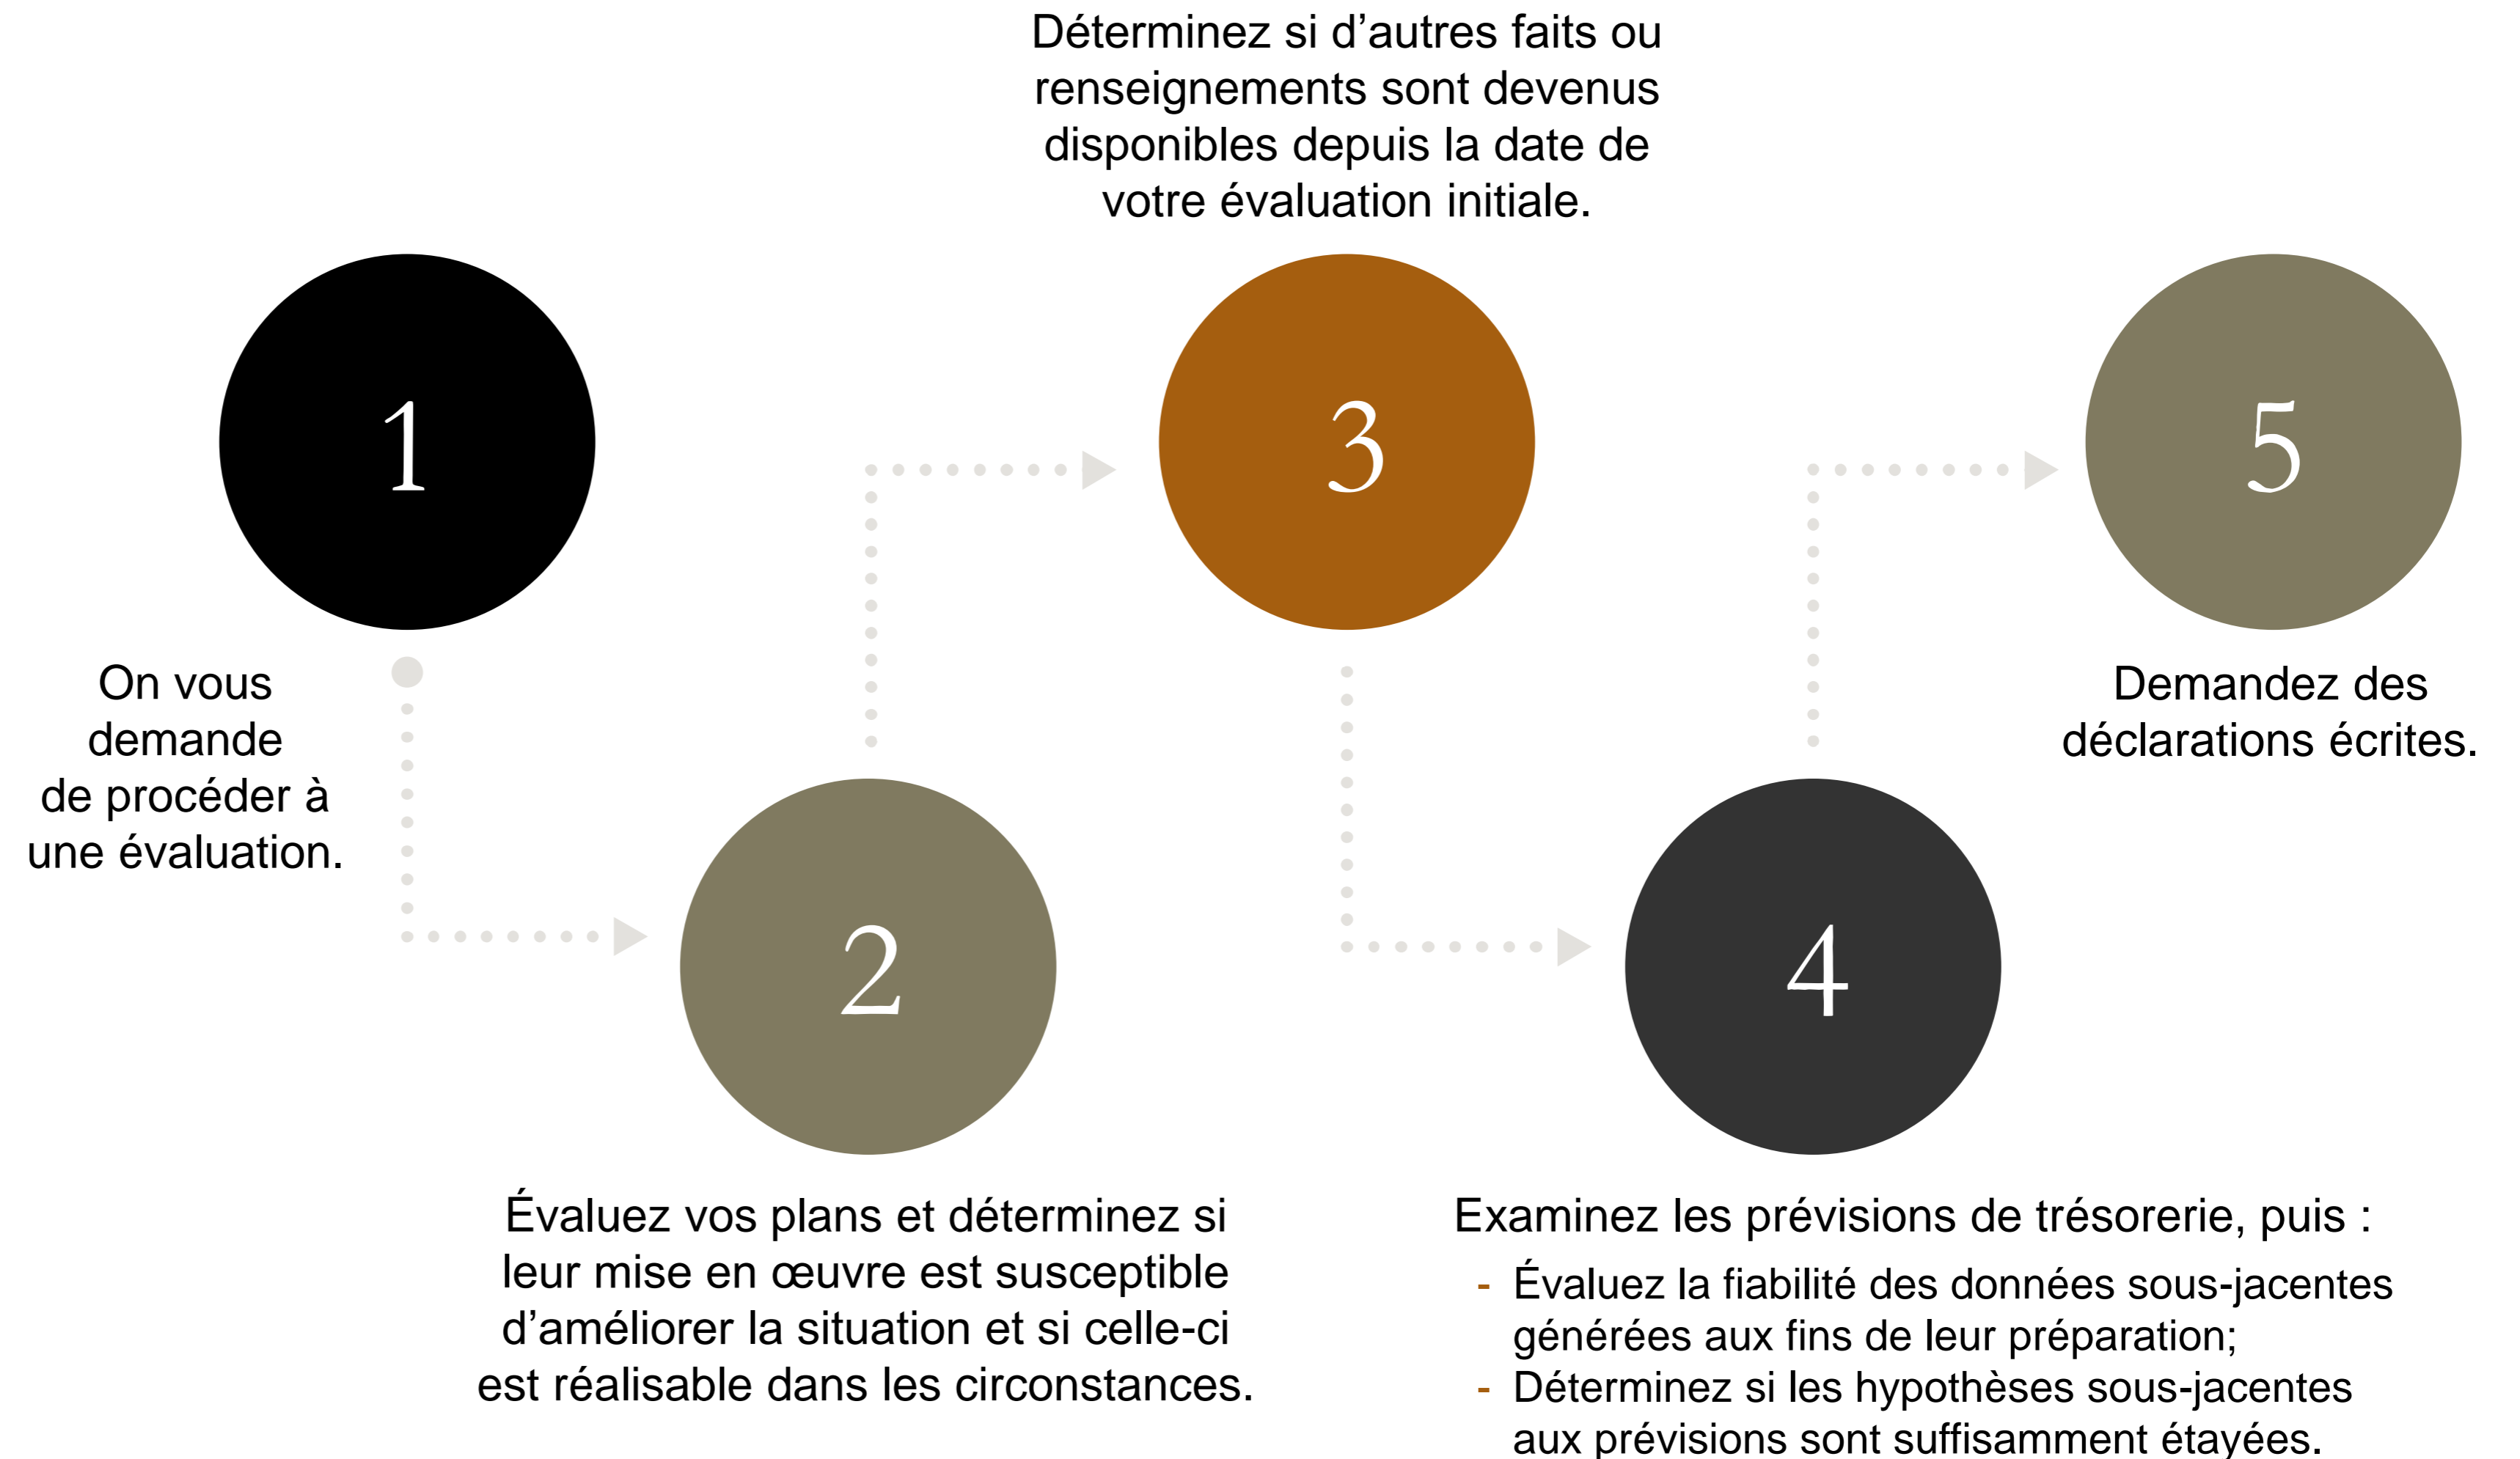 1
On vous
demande
de procéder à
une évaluation.
2
Évaluez vos plans et déterminez si
leur mise en œuvre est susceptible
d’améliorer la situation et si celle-ci
est réalisable dans les circonstances.
Déterminez si d’autres faits ou
renseignements sont devenus
disponibles depuis la date de
votre évaluation initiale.
3
4
Examinez les prévisions de trésorerie, puis :
- Évaluez la fiabilité des données sous-jacentes
générées aux fins de leur préparation;
- Déterminez si les hypothèses sous-jacentes
aux prévisions sont suffisamment étayées.
5
Demandez des
déclarations écrites.